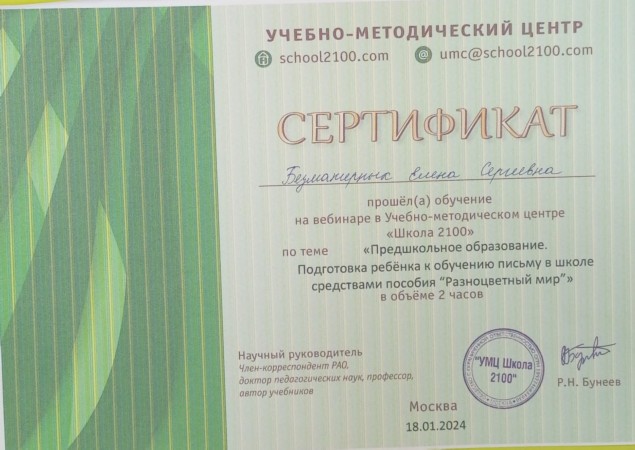 УЧЕБНО-МЕТОДИЧЕСКИЙ ЦЕНТР
school2100.com @ umc@school2100.com
СЕРТИФИКАТ
Елена Сергеевна
прошёл(а) обучение
на вебинаре в Учебно-методическом центре
«Школа 2100»
по теме «Предшкольное образование.
Подготовка ребёнка к обучению письму в школе
средствами пособия "Разноцветный мир"»
в объёме 2 часов
Научный руководитель
Член-корреспондент РАО,
доктор педагогических наук, профессор,
автор учебников
"УМЦ Школа
2100"
Р.Н. Бунеев
Москва
18.01.2024